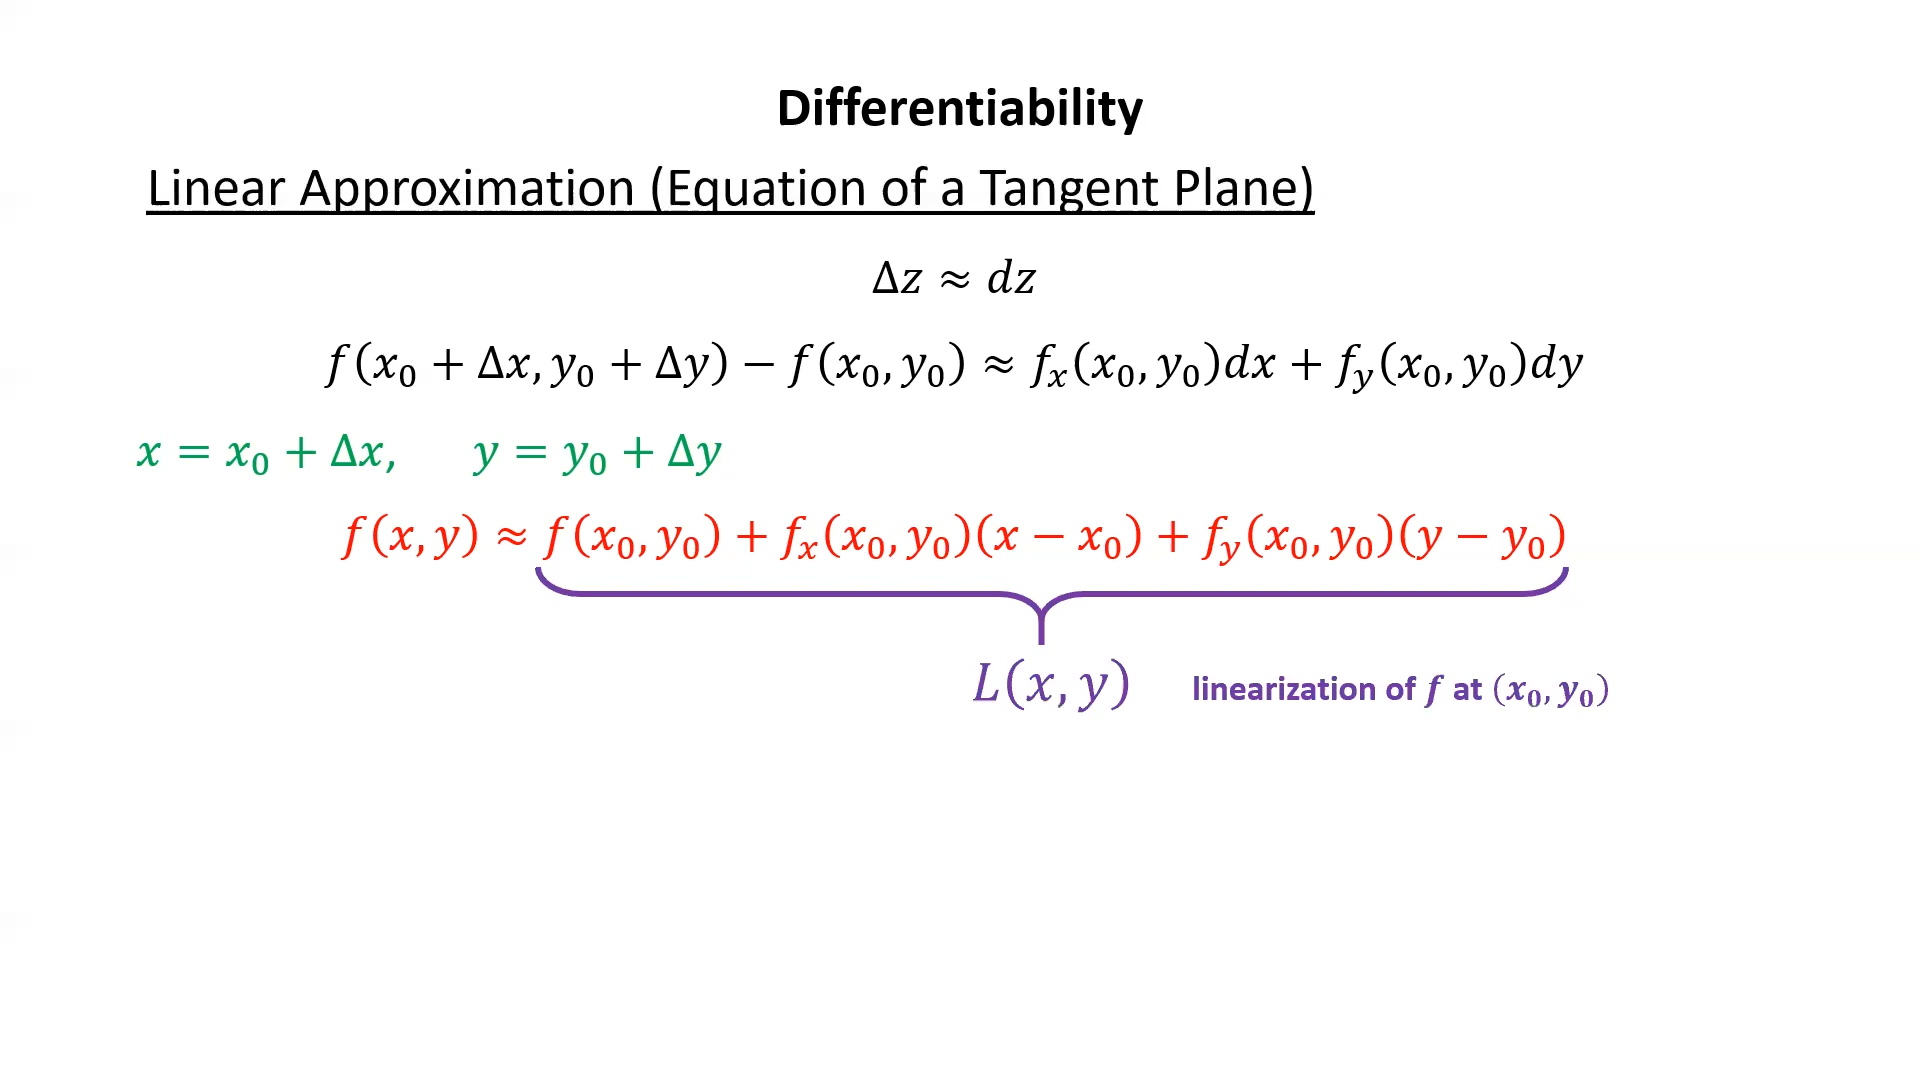 Differentiability
Linear Approximation (Equation of a Tangent Plane)
Δz ≈ dz
f(x₀ + Δx, y₀ + Δy) − f(x₀, y₀) ≈ fₓ(x₀, y₀)dx + f_y(x₀, y₀)dy
x = x₀ + Δx, y = y₀ + Δy
f(x, y) ≈ f(x₀, y₀) + fₓ(x₀, y₀)(x − x₀) + f_y(x₀, y₀)(y − y₀)
L(x, y) linearization of f at (x₀, y₀)